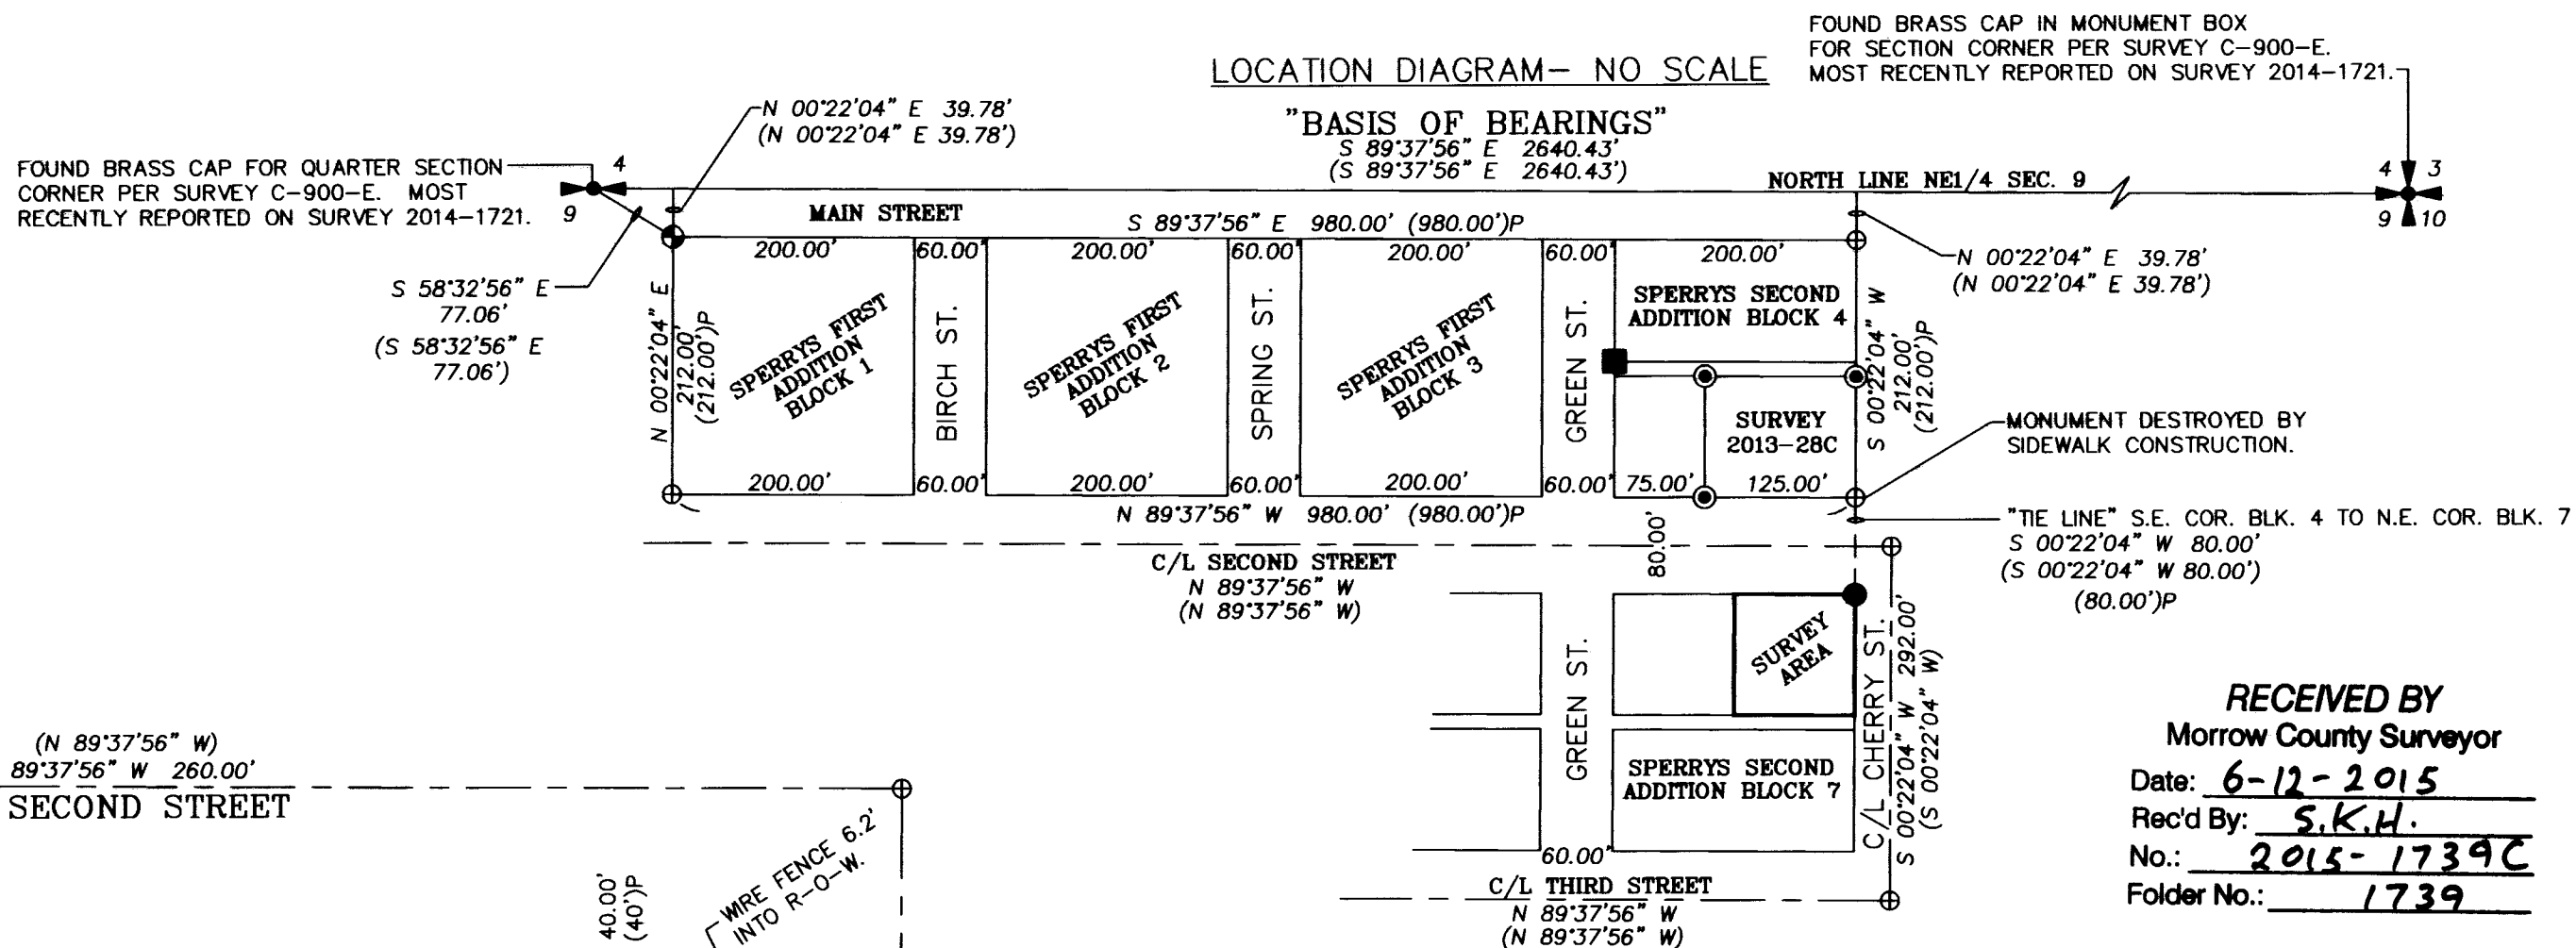 LOCATION DIAGRAM- NO SCALE
FOUND BRASS CAP IN MONUMENT BOX
FOR SECTION CORNER PER SURVEY C-900-E.
MOST RECENTLY REPORTED ON SURVEY 2014-1721.
"BASIS OF BEARINGS"
S 89°37'56" E 2640.43'
(S 89°37'56" E 2640.43')
N 00°22'04" E 39.78'
(N 00°22'04" E 39.78')
FOUND BRASS CAP FOR QUARTER SECTION
CORNER PER SURVEY C-900-E. MOST
RECENTLY REPORTED ON SURVEY 2014-1721.
4
9
NORTH LINE NE1/4 SEC. 9
4 3
9 10
MAIN STREET
S 89°37'56" E 980.00' (980.00')P
200.00'
60.00'
200.00'
60.00'
200.00'
60.00'
200.00'
N 00°22'04" E 39.78'
(N 00°22'04" E 39.78')
S 58°32'56" E
77.06'
(S 58°32'56" E
77.06')
N 00°22'04" E
212.00'
(212.00')P
SPERRYS FIRST
ADDITION
BLOCK 1
BIRCH ST.
SPERRYS FIRST
ADDITION
BLOCK 2
SPRING ST.
SPERRYS FIRST
ADDITION
BLOCK 3
GREEN ST.
SPERRYS SECOND
ADDITION BLOCK 4
S 00°22'04" W
212.00'
(212.00')P
SURVEY
2013-28C
MONUMENT DESTROYED BY
SIDEWALK CONSTRUCTION.
200.00'
60.00'
200.00'
60.00'
200.00'
60.00'
75.00'
125.00'
N 89°37'56" W 980.00' (980.00')P
"TIE LINE" S.E. COR. BLK. 4 TO N.E. COR. BLK. 7
S 00°22'04" W 80.00'
(S 00°22'04" W 80.00')
(80.00')P
80.00'
C/L SECOND STREET
N 89°37'56" W
(N 89°37'56" W)
GREEN ST.
SURVEY
AREA
C/L CHERRY ST.
S 00°22'04" W 292.00'
(S 00°22'04" W)
SPERRYS SECOND
ADDITION BLOCK 7
60.00'
C/L THIRD STREET
N 89°37'56" W
(N 89°37'56" W)
(N 89°37'56" W)
89°37'56" W 260.00'
SECOND STREET
40.00'
(40')P
WIRE FENCE 6.2'
INTO R-O-W.
RECEIVED BY
Morrow County Surveyor
Date: 6-12-2015
Rec'd By: S.K.H.
No.: 2015-1739C
Folder No.: 1739